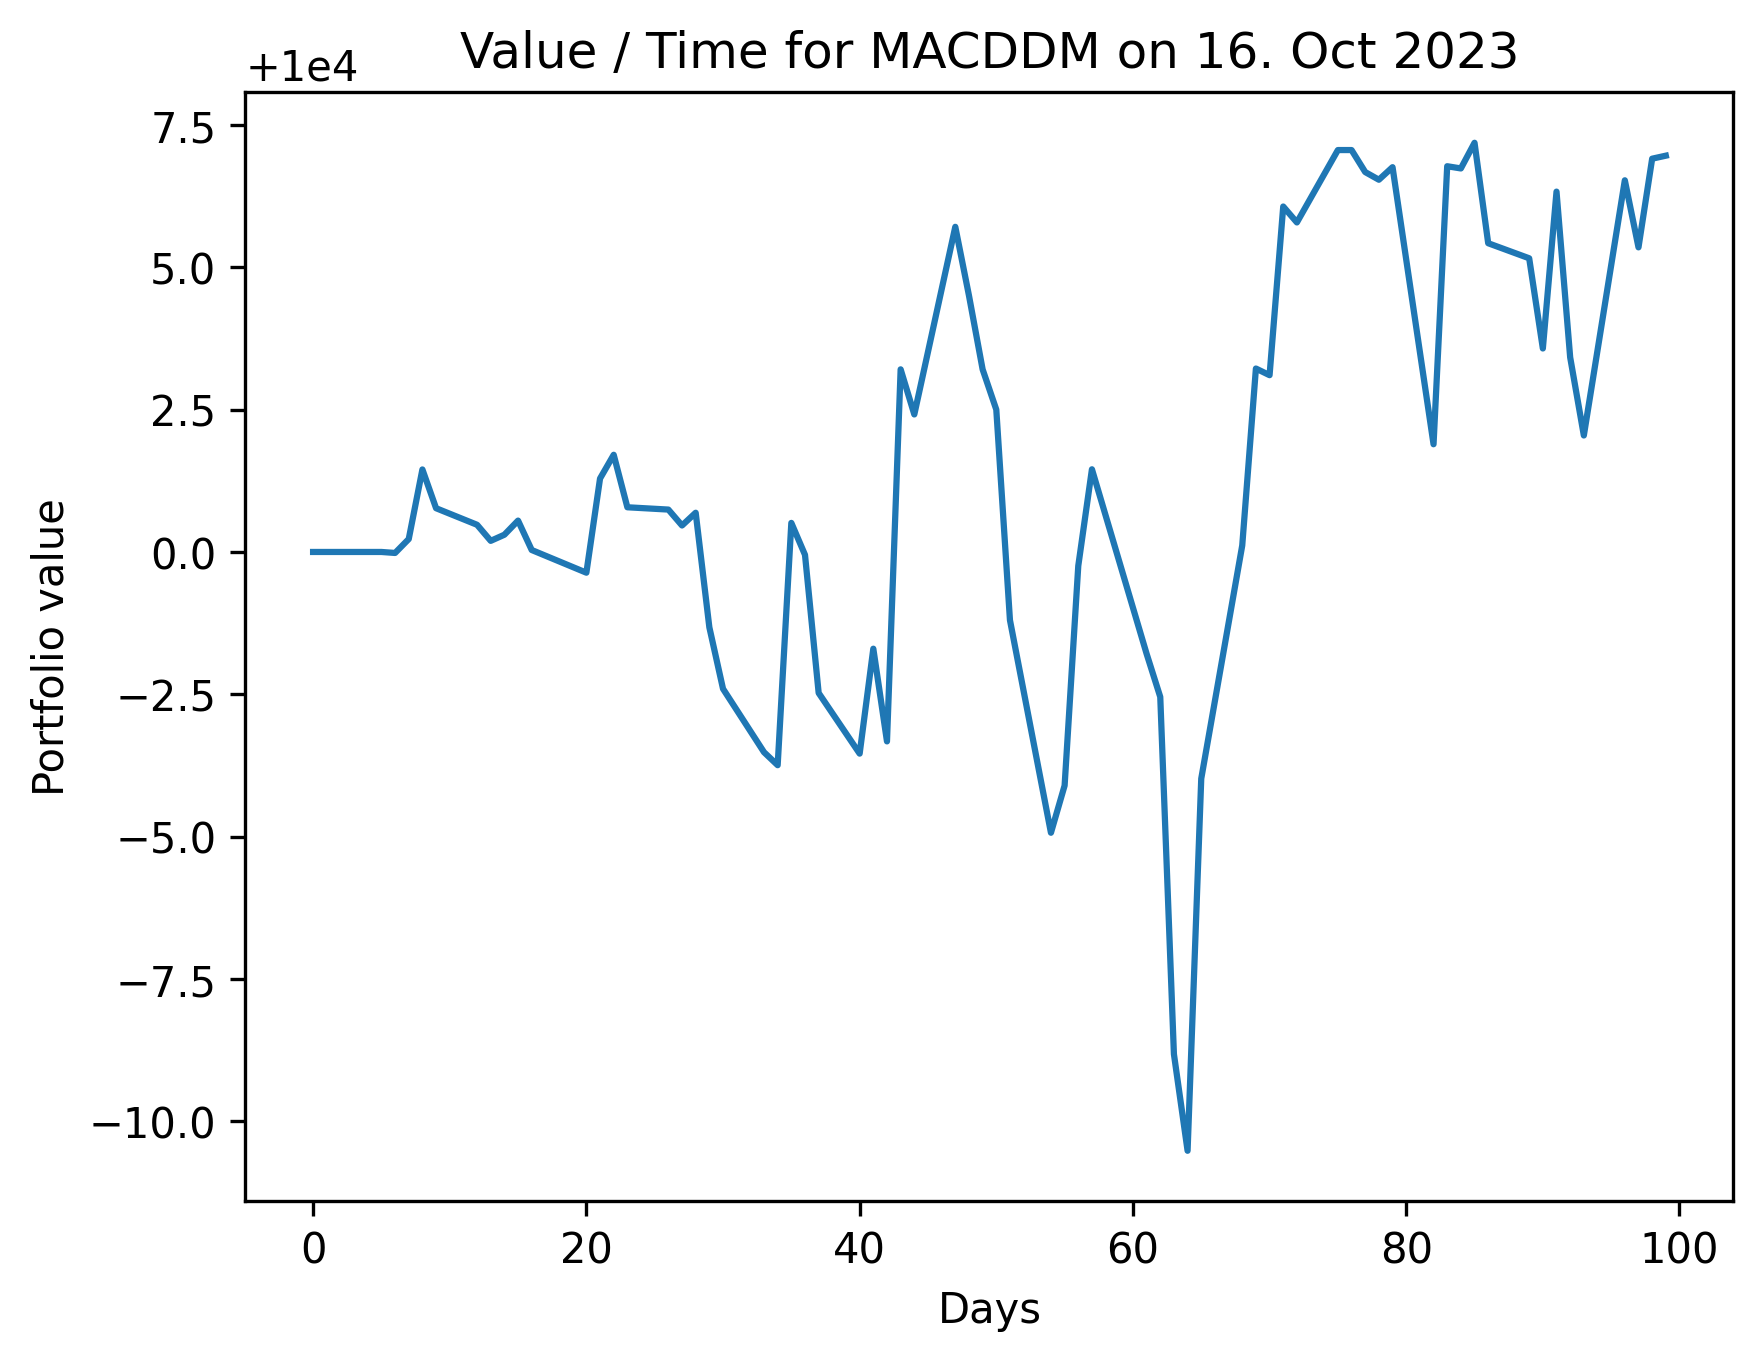 Value / Time for MACDDM on 16. Oct 2023
+1e4
7.5
5.0
2.5
0.0
−2.5
−5.0
−7.5
−10.0
Portfolio value
0 20 40 60 80 100
Days